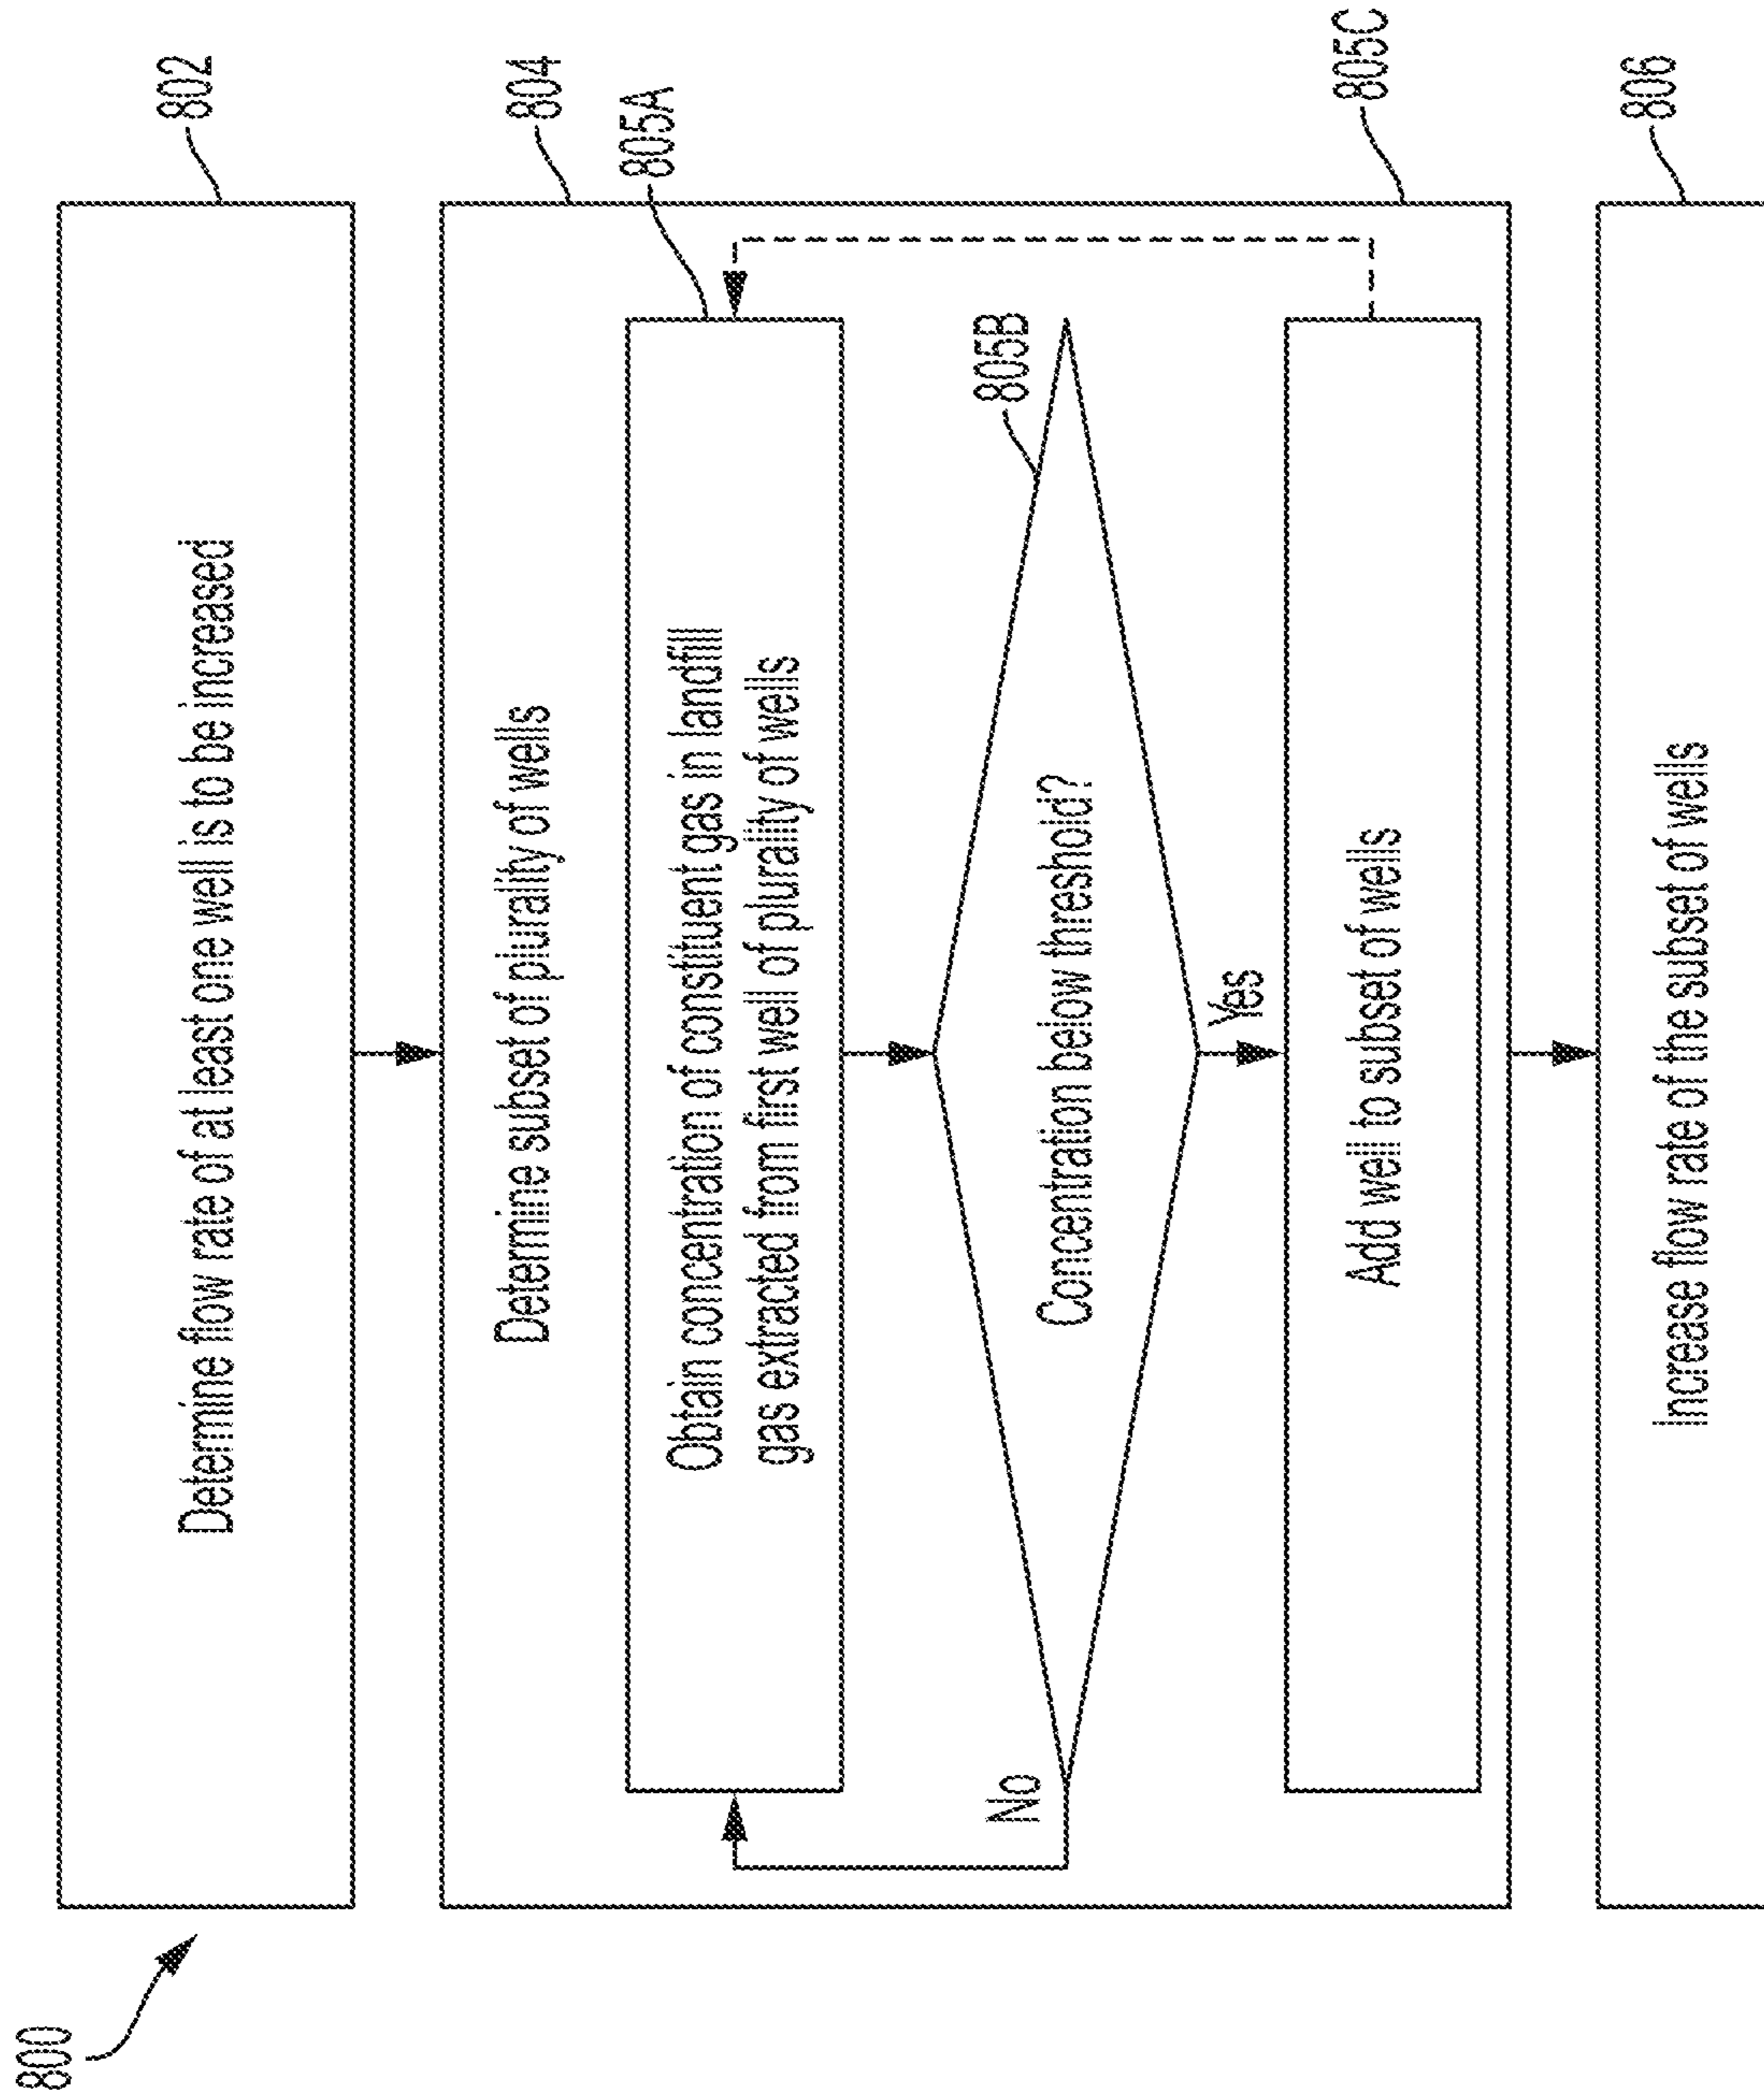 800
802
Determine flow rate of at least one well is to be increased
804
Determine subset of plurality of wells
805A
Obtain concentration of constituent gas in landfill
gas extracted from first well of plurality of wells
805B
Concentration below threshold?
No
Yes
805C
Add well to subset of wells
806
Increase flow rate of the subset of wells